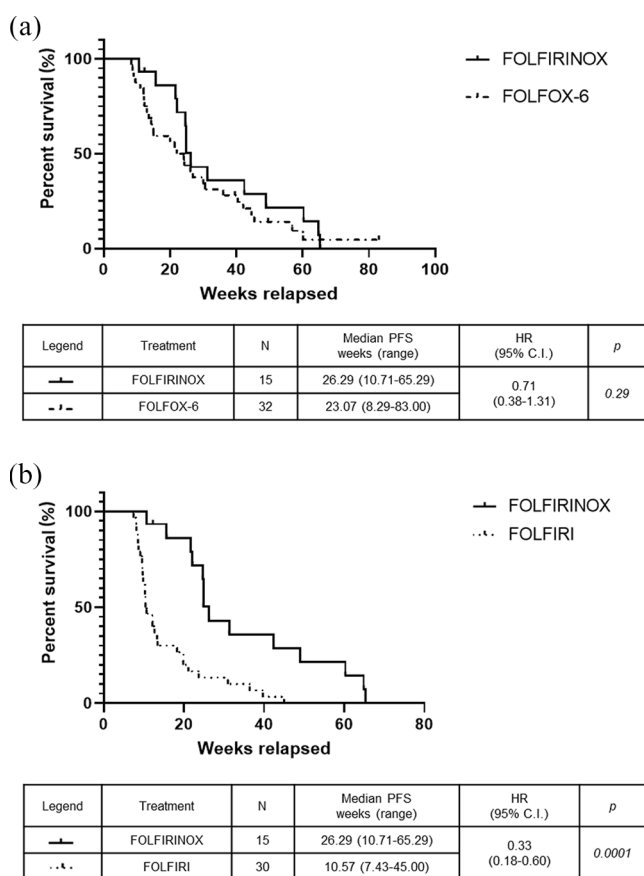 (a)
100
50
0
Percent survival (%)
0 20 40 60 80 100
Weeks relapsed
FOLFIRINOX
FOLFOX-6
Legend Treatment N Median PFS weeks (range) HR (95% C.I.) p
FOLFIRINOX 15 26.29 (10.71-65.29) 0.71 (0.38-1.31) 0.29
FOLFOX-6 32 23.07 (8.29-83.00)
(b)
100
50
0
Percent survival (%)
0 20 40 60 80
Weeks relapsed
FOLFIRINOX
FOLFIRI
Legend Treatment N Median PFS weeks (range) HR (95% C.I.) p
FOLFIRINOX 15 26.29 (10.71-65.29) 0.33 (0.18-0.60) 0.0001
FOLFIRI 30 10.57 (7.43-45.00)